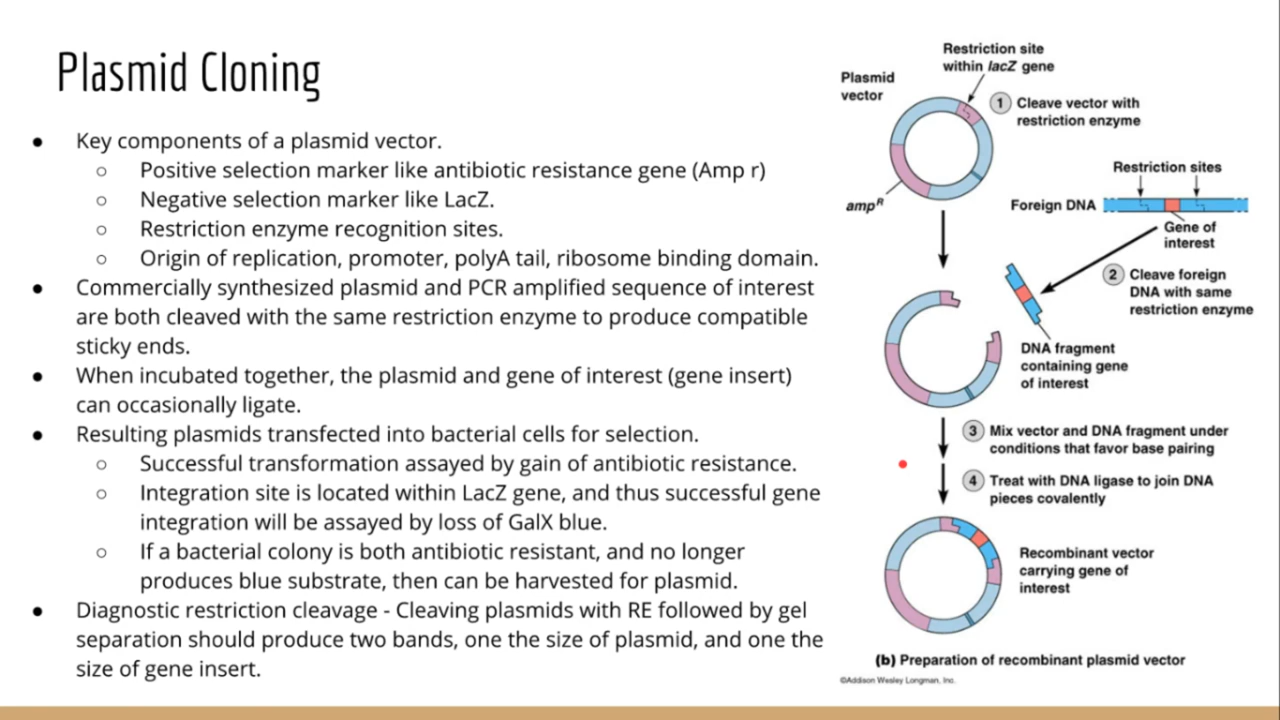 Plasmid Cloning
● Key components of a plasmid vector.
○ Positive selection marker like antibiotic resistance gene (Amp r)
○ Negative selection marker like LacZ.
○ Restriction enzyme recognition sites.
○ Origin of replication, promoter, polyA tail, ribosome binding domain.
● Commercially synthesized plasmid and PCR amplified sequence of interest
are both cleaved with the same restriction enzyme to produce compatible
sticky ends.
● When incubated together, the plasmid and gene of interest (gene insert)
can occasionally ligate.
● Resulting plasmids transfected into bacterial cells for selection.
○ Successful transformation assayed by gain of antibiotic resistance.
○ Integration site is located within LacZ gene, and thus successful gene
integration will be assayed by loss of GalX blue.
○ If a bacterial colony is both antibiotic resistant, and no longer
produces blue substrate, then can be harvested for plasmid.
● Diagnostic restriction cleavage - Cleaving plasmids with RE followed by gel
separation should produce two bands, one the size of plasmid, and one the
size of gene insert.
Restriction site
within lacZ gene
Plasmid
vector
1 Cleave vector with
restriction enzyme
Restriction sites
ampR
Foreign DNA
Gene of
interest
2 Cleave foreign
DNA with same
restriction enzyme
DNA fragment
containing gene
of interest
3 Mix vector and DNA fragment under
conditions that favor base pairing
4 Treat with DNA ligase to join DNA
pieces covalently
Recombinant vector
carrying gene of
interest
(b) Preparation of recombinant plasmid vector
©Addison Wesley Longman, Inc.